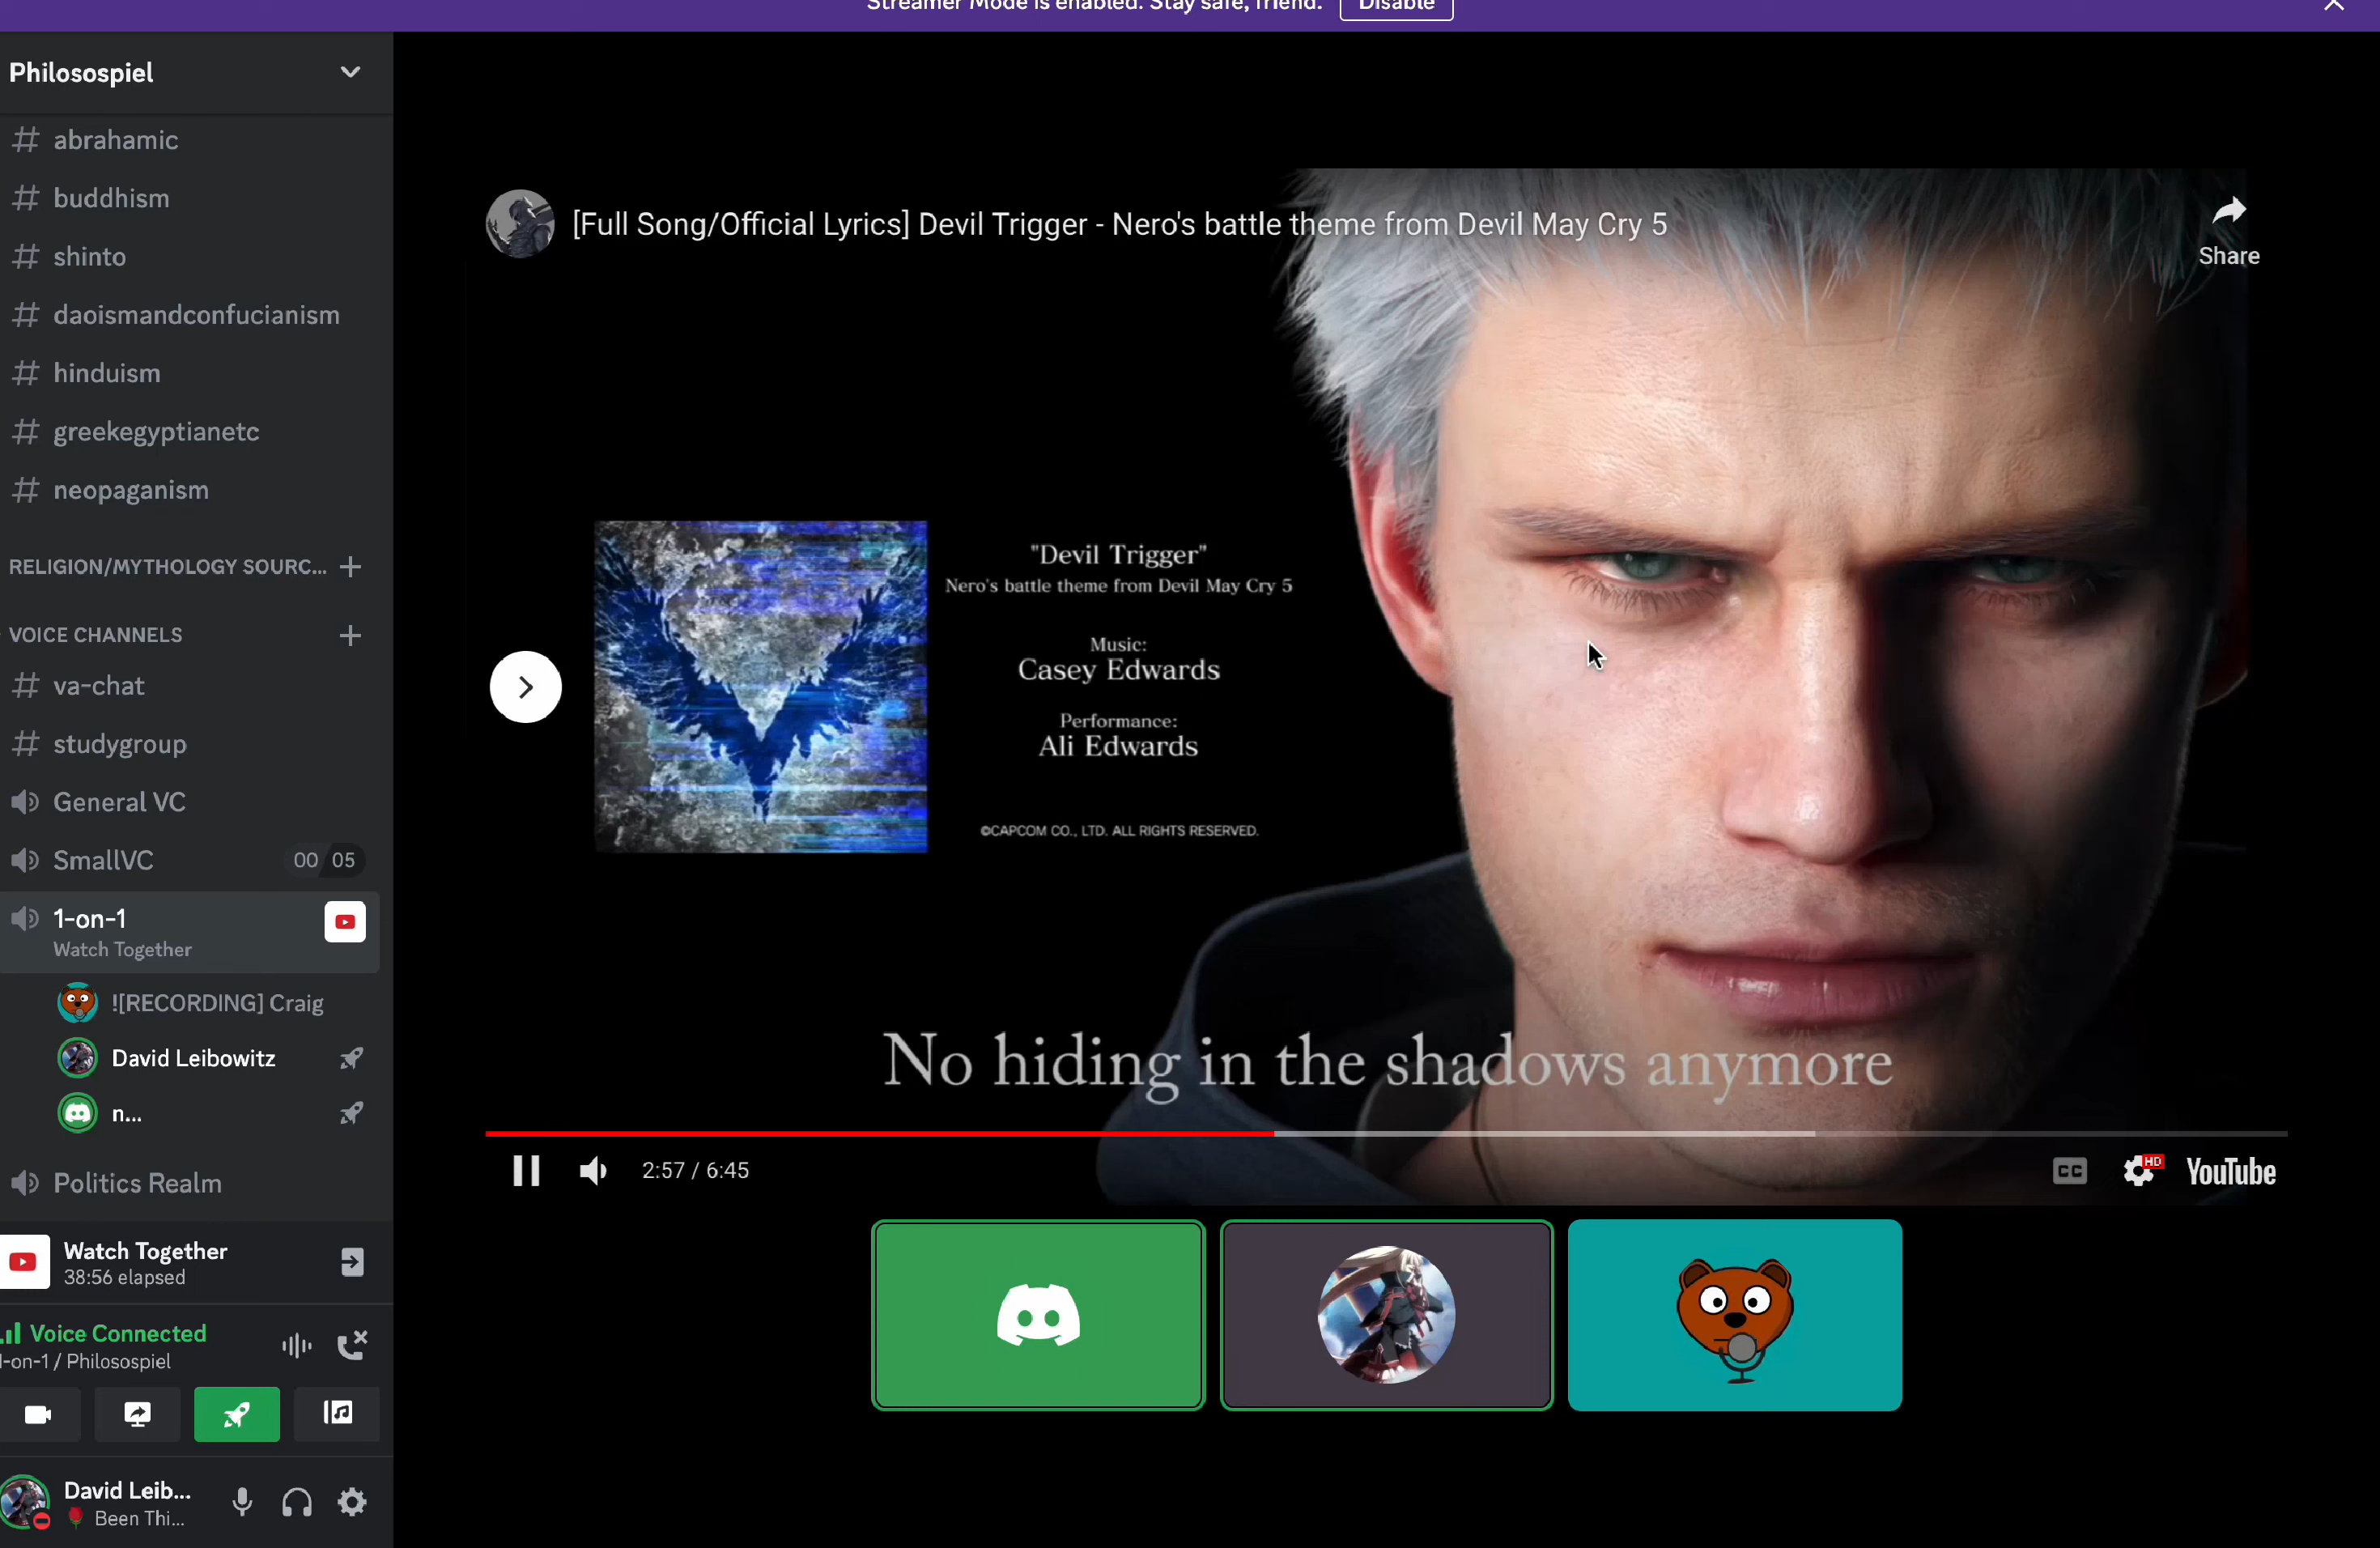 Streamer Mode is enabled. Stay safe, friend.
Disable
Philosospiel
abrahamic
buddhism
shinto
daoismandconfucianism
hinduism
greekegyptianetc
neopaganism
RELIGION/MYTHOLOGY SOURC...
VOICE CHANNELS
va-chat
studygroup
General VC
SmallVC 00 05
1-on-1
Watch Together
![RECORDING] Craig
David Leibowitz
n...
Politics Realm
Watch Together
38:56 elapsed
Voice Connected
1-on-1 / Philosospiel
David Leib...
Been Thi...
[Full Song/Official Lyrics] Devil Trigger - Nero's battle theme from Devil May Cry 5
Share
"Devil Trigger"
Nero's battle theme from Devil May Cry 5
Music:
Casey Edwards
Performance:
Ali Edwards
©CAPCOM CO., LTD. ALL RIGHTS RESERVED.
No hiding in the shadows anymore
2:57 / 6:45
CC
HD
YouTube